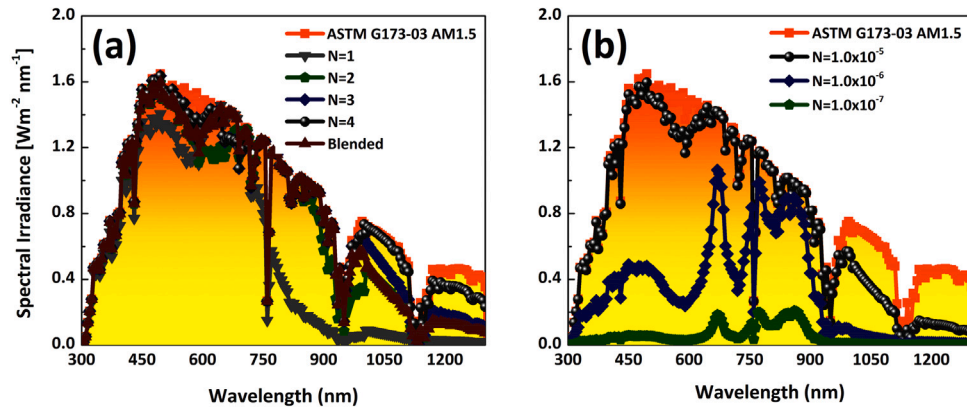 (a)
ASTM G173-03 AM1.5
N=1
N=2
N=3
N=4
Blended
Spectral Irradiance [Wm⁻² nm⁻¹]
2.0
1.6
1.2
0.8
0.4
0.0
300 450 600 750 900 1050 1200
Wavelength (nm)
(b)
ASTM G173-03 AM1.5
N=1.0x10⁻⁵
N=1.0x10⁻⁶
N=1.0x10⁻⁷
2.0
1.6
1.2
0.8
0.4
0.0
300 450 600 750 900 1050 1200
Wavelength (nm)